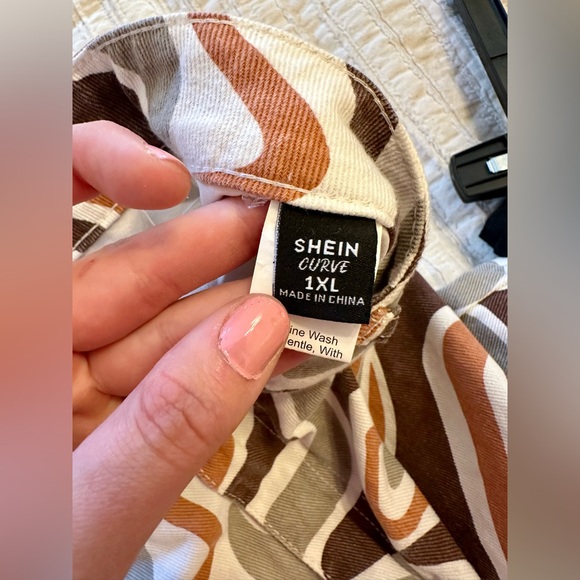 SHEIN
CURVE
1XL
MADE IN CHINA
ine Wash
entle, With